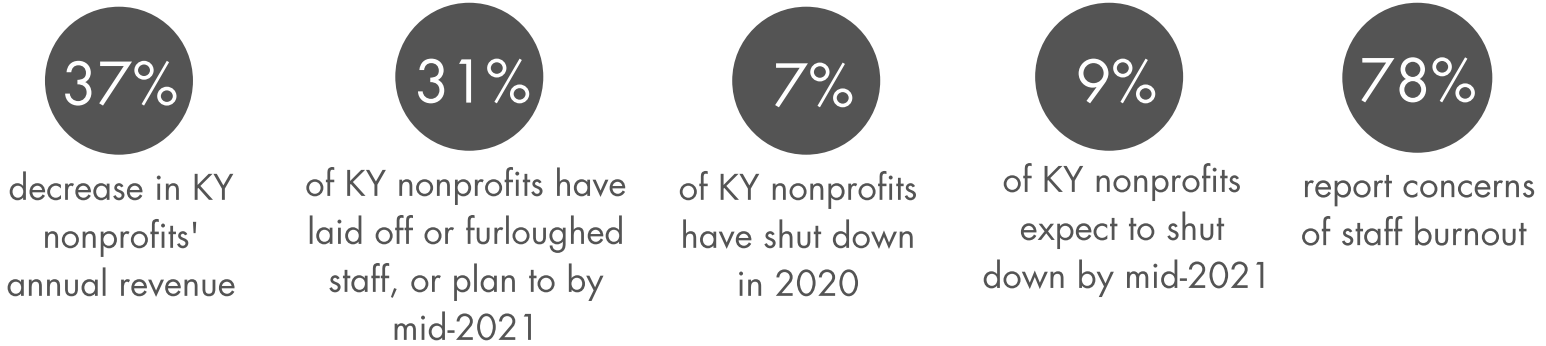 37%
decrease in KY
nonprofits'
annual revenue
31%
of KY nonprofits have
laid off or furloughed
staff, or plan to by
mid-2021
7%
of KY nonprofits
have shut down
in 2020
9%
of KY nonprofits
expect to shut
down by mid-2021
78%
report concerns
of staff burnout